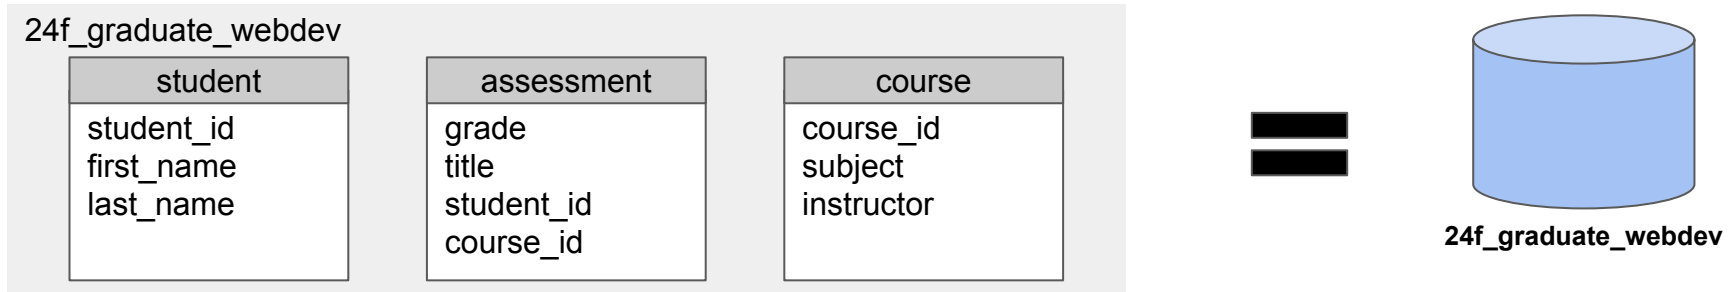 24f_graduate_webdev
student
student_id
first_name
last_name
assessment
grade
title
student_id
course_id
course
course_id
subject
instructor
24f_graduate_webdev